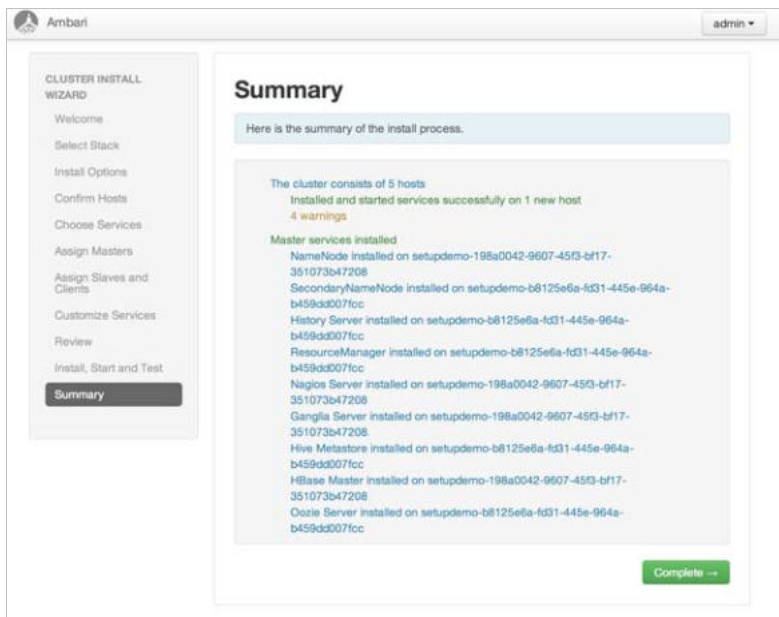 Ambari
admin
CLUSTER INSTALL
WIZARD
Welcome
Select Stack
Install Options
Confirm Hosts
Choose Services
Assign Masters
Assign Slaves and
Clients
Customize Services
Review
Install, Start and Test
Summary
Summary
Here is the summary of the install process.
The cluster consists of 5 hosts
Installed and started services successfully on 1 new host
4 warnings
Master services installed
NameNode installed on setupdemo-198a0042-9607-45f3-bf17-
351073b47208
SecondaryNameNode installed on setupdemo-b8125e6a-fd31-445e-964a-
b459dd007fcc
History Server installed on setupdemo-b8125e6a-fd31-445e-964a-
b459dd007fcc
ResourceManager installed on setupdemo-b8125e6a-fd31-445e-964a-
b459dd007fcc
Nagios Server installed on setupdemo-198a0042-9607-45f3-bf17-
351073b47208
Ganglia Server installed on setupdemo-198a0042-9607-45f3-bf17-
351073b47208.
Hive Metastore installed on setupdemo-b8125e6a-fd31-445e-964a-
b459dd007fcc
HBase Master installed on setupdemo-198a0042-9607-45f3-bf17-
351073b47208
Oozie Server installed on setupdemo-b8125e6a-fd31-445e-964a-
b459dd007fcc
Complete →